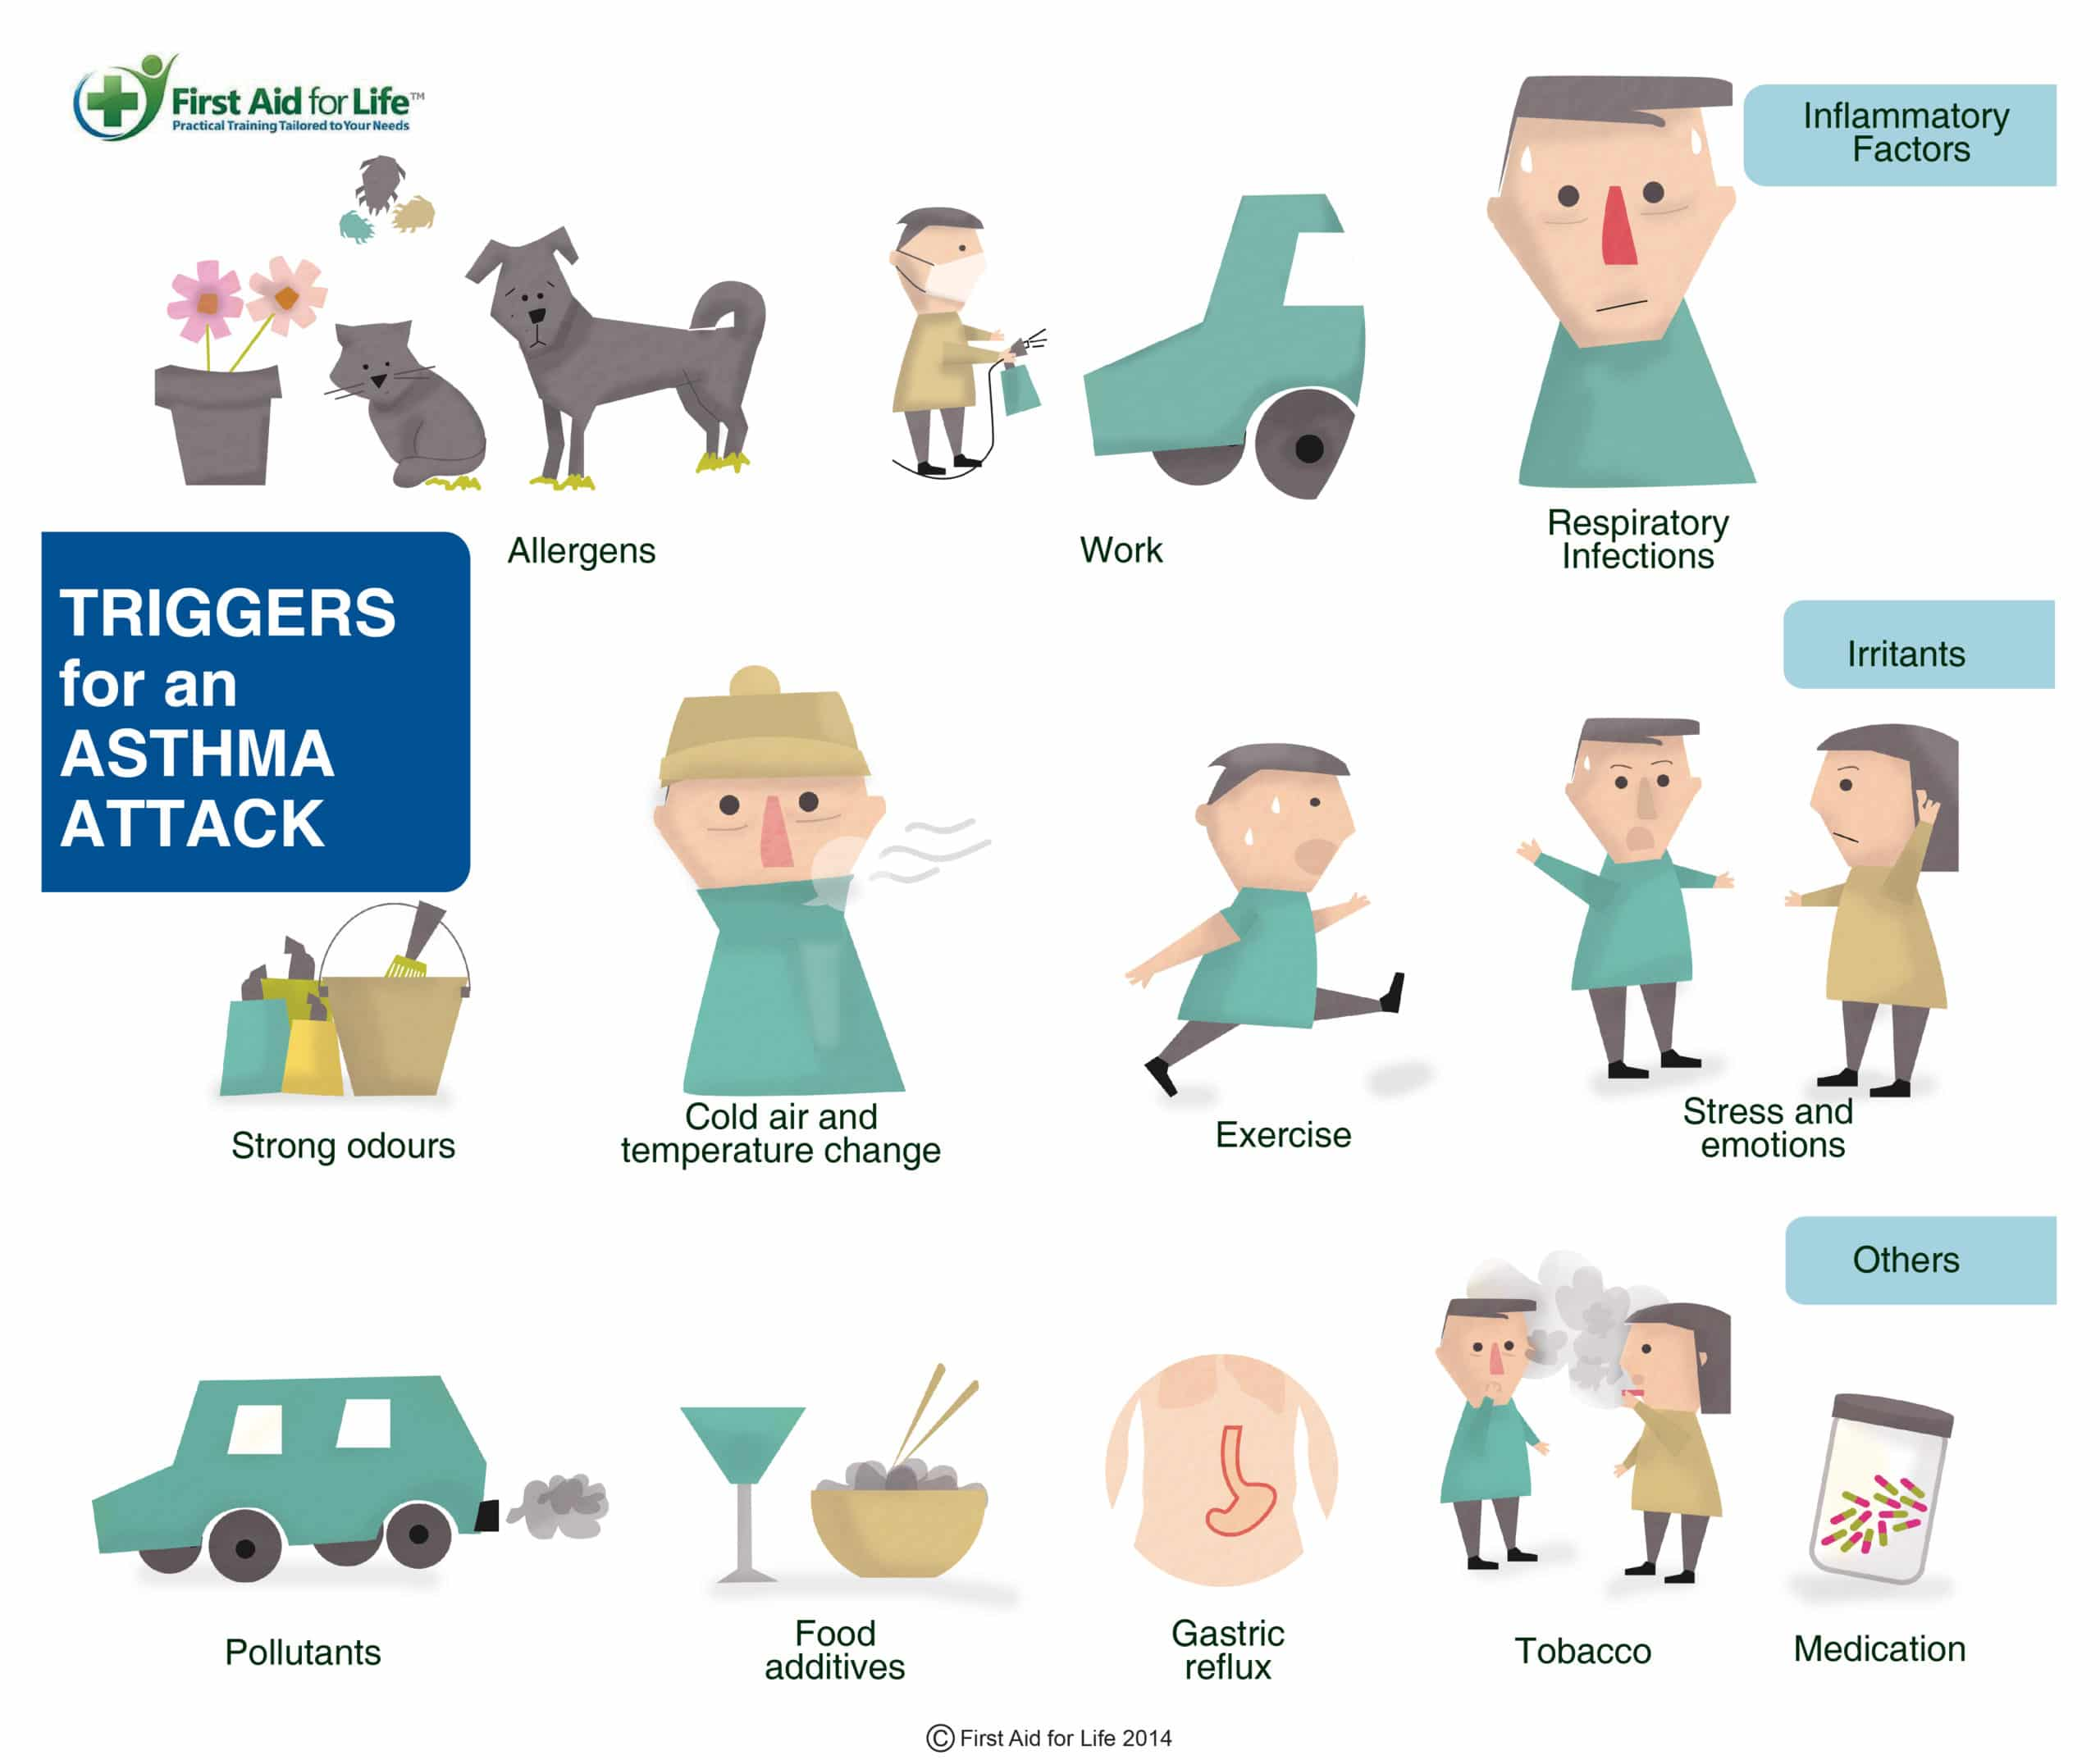 First Aid for Life™
Practical Training Tailored to Your Needs
Inflammatory
Factors
Allergens
Work
Respiratory
Infections
TRIGGERS
for an
ASTHMA
ATTACK
Irritants
Strong odours
Cold air and
temperature change
Exercise
Stress and
emotions
Others
Pollutants
Food
additives
Gastric
reflux
Tobacco
Medication
© First Aid for Life 2014